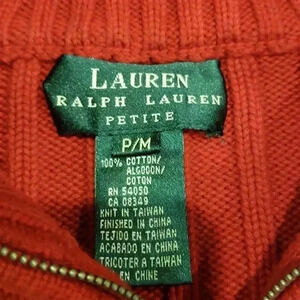 LAUREN
RALPH LAUREN
PETITE
P/M
100% COTTON/
ALGODON/
COTON
RN 54050
CA 08349
KNIT IN TAIWAN
FINISHED IN CHINA
TEJIDO EN TAIWAN
ACABADO EN CHINA
TRICOTER A TAIWAN
EN CHINE